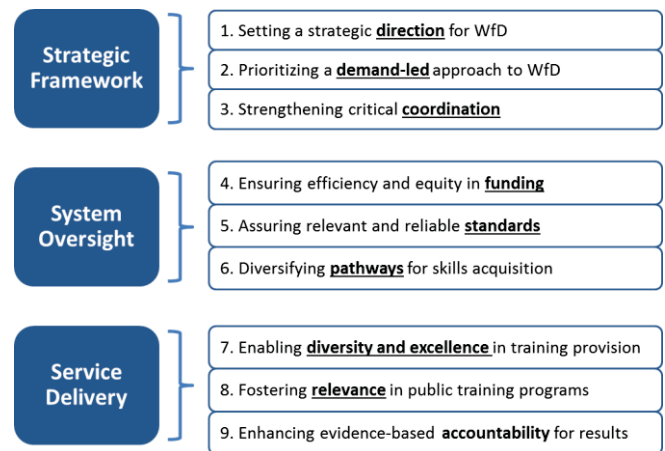 Strategic
Framework
1. Setting a strategic direction for WfD
2. Prioritizing a demand-led approach to WfD
3. Strengthening critical coordination
System
Oversight
4. Ensuring efficiency and equity in funding
5. Assuring relevant and reliable standards
6. Diversifying pathways for skills acquisition
Service
Delivery
7. Enabling diversity and excellence in training provision
8. Fostering relevance in public training programs
9. Enhancing evidence-based accountability for results